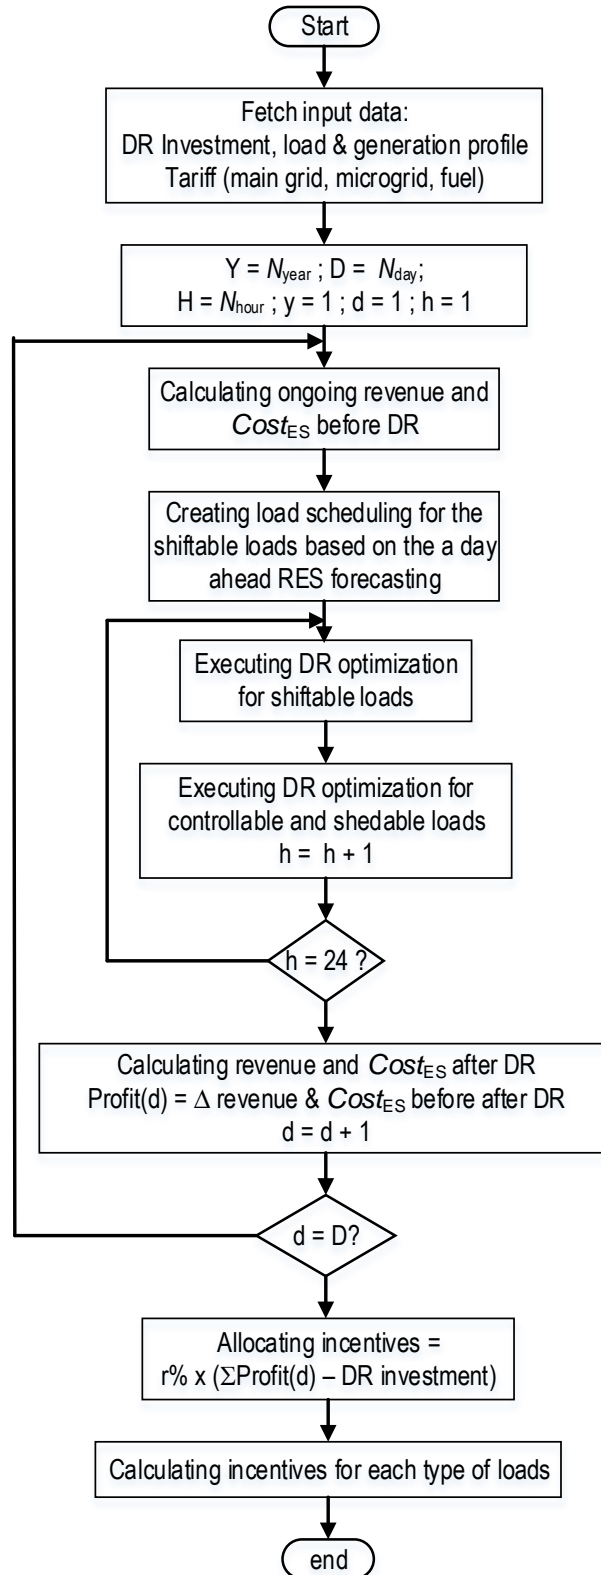 Start
Fetch input data:
DR Investment, load & generation profile
Tariff (main grid, microgrid, fuel)
Y = Nyear ; D = Nday;
H = Nhour ; y = 1 ; d = 1 ; h = 1
Calculating ongoing revenue and
CostES before DR
Creating load scheduling for the
shiftable loads based on the a day
ahead RES forecasting
Executing DR optimization
for shiftable loads
Executing DR optimization for
controllable and shedable loads
h = h + 1
h = 24 ?
Calculating revenue and CostES after DR
Profit(d) = Δ revenue & CostES before after DR
d = d + 1
d = D?
Allocating incentives =
r% x (ΣProfit(d) – DR investment)
Calculating incentives for each type of loads
end